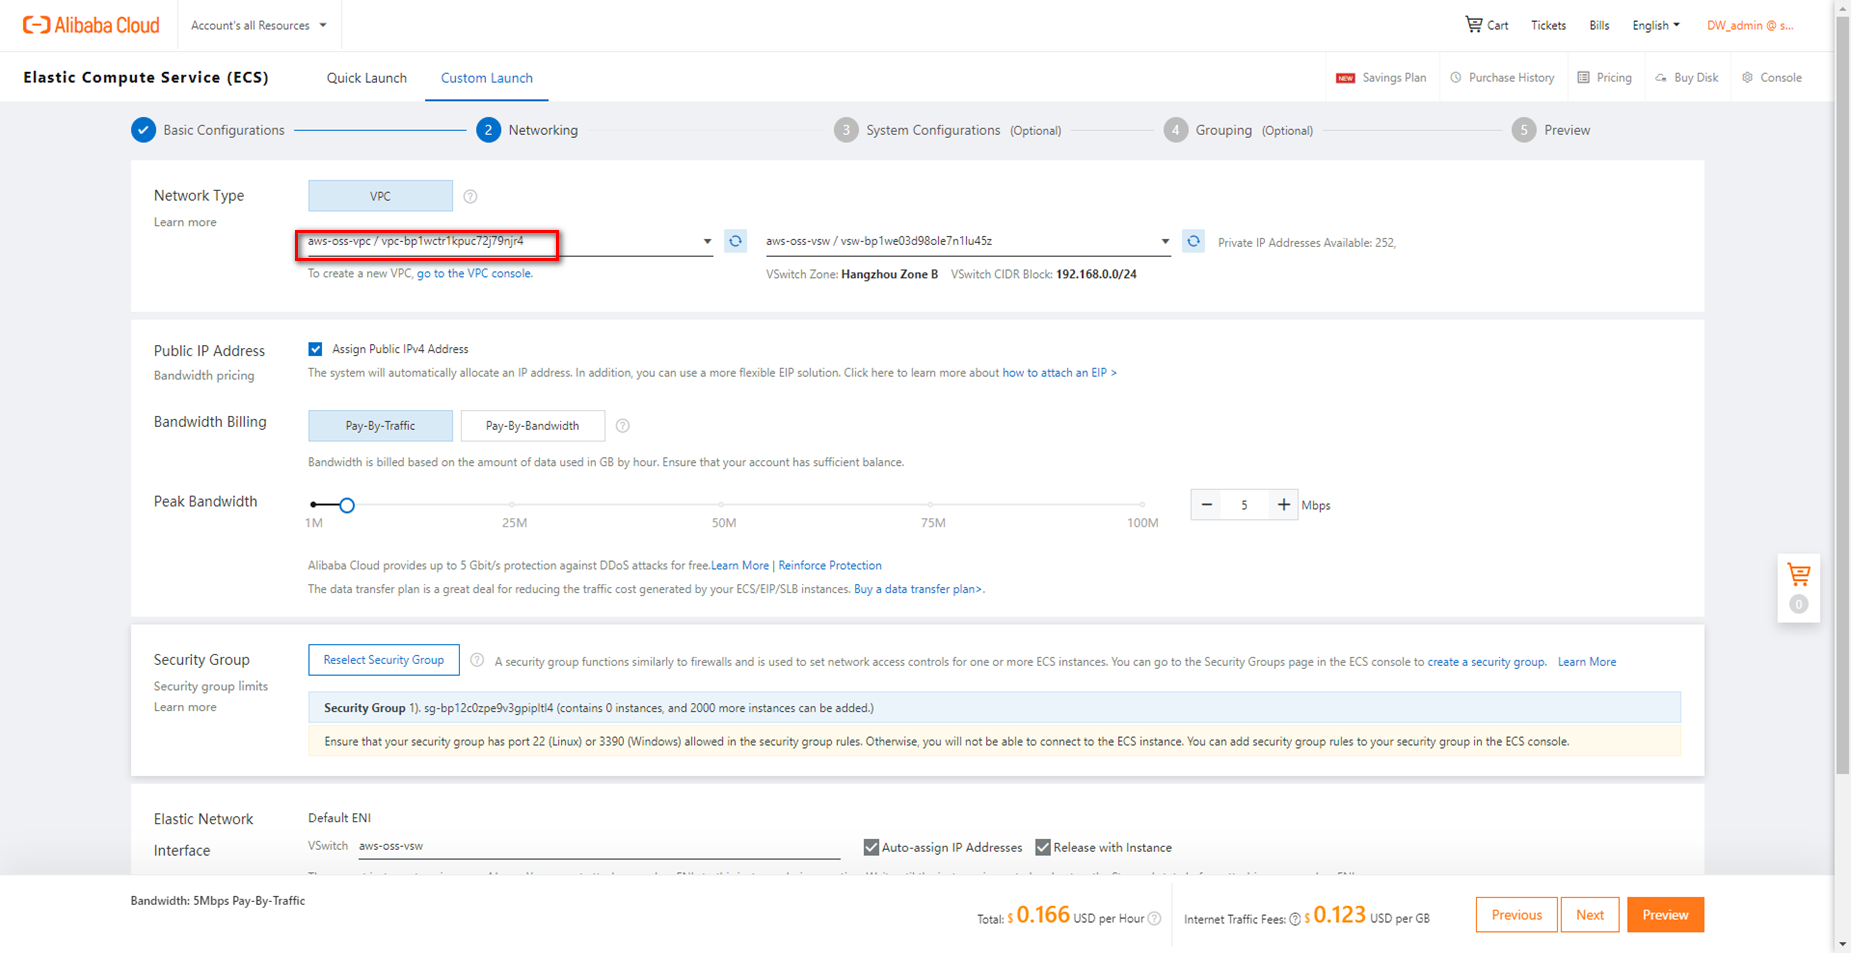 Alibaba Cloud
Account's all Resources
Cart
Tickets
Bills
English
DW_admin @ s...
Elastic Compute Service (ECS)
Quick Launch
Custom Launch
NEW Savings Plan
Purchase History
Pricing
Buy Disk
Console
Basic Configurations
2 Networking
3 System Configurations (Optional)
4 Grouping (Optional)
5 Preview
Network Type
VPC
Learn more
aws-oss-vpc / vpc-bp1wctr1kpuc72j79njr4
aws-oss-vsw / vsw-bp1we03d98ole7n1lu45z
Private IP Addresses Available: 252,
To create a new VPC, go to the VPC console.
VSwitch Zone: Hangzhou Zone B VSwitch CIDR Block: 192.168.0.0/24
Public IP Address
Assign Public IPv4 Address
Bandwidth pricing
The system will automatically allocate an IP address. In addition, you can use a more flexible EIP solution. Click here to learn more about how to attach an EIP >
Bandwidth Billing
Pay-By-Traffic
Pay-By-Bandwidth
Bandwidth is billed based on the amount of data used in GB by hour. Ensure that your account has sufficient balance.
Peak Bandwidth
1M 25M 50M 75M 100M
− 5 + Mbps
Alibaba Cloud provides up to 5 Gbit/s protection against DDoS attacks for free.Learn More | Reinforce Protection
The data transfer plan is a great deal for reducing the traffic cost generated by your ECS/EIP/SLB instances. Buy a data transfer plan>.
0
Security Group
Reselect Security Group
A security group functions similarly to firewalls and is used to set network access controls for one or more ECS instances. You can go to the Security Groups page in the ECS console to create a security group. Learn More
Security group limits
Learn more
Security Group 1). sg-bp12c0zpe9v3gpipltl4 (contains 0 instances, and 2000 more instances can be added.)
Ensure that your security group has port 22 (Linux) or 3390 (Windows) allowed in the security group rules. Otherwise, you will not be able to connect to the ECS instance. You can add security group rules to your security group in the ECS console.
Elastic Network
Interface
Default ENI
VSwitch aws-oss-vsw
Auto-assign IP Addresses
Release with Instance
Bandwidth: 5Mbps Pay-By-Traffic
Total: $ 0.166 USD per Hour
Internet Traffic Fees: $ 0.123 USD per GB
Previous
Next
Preview